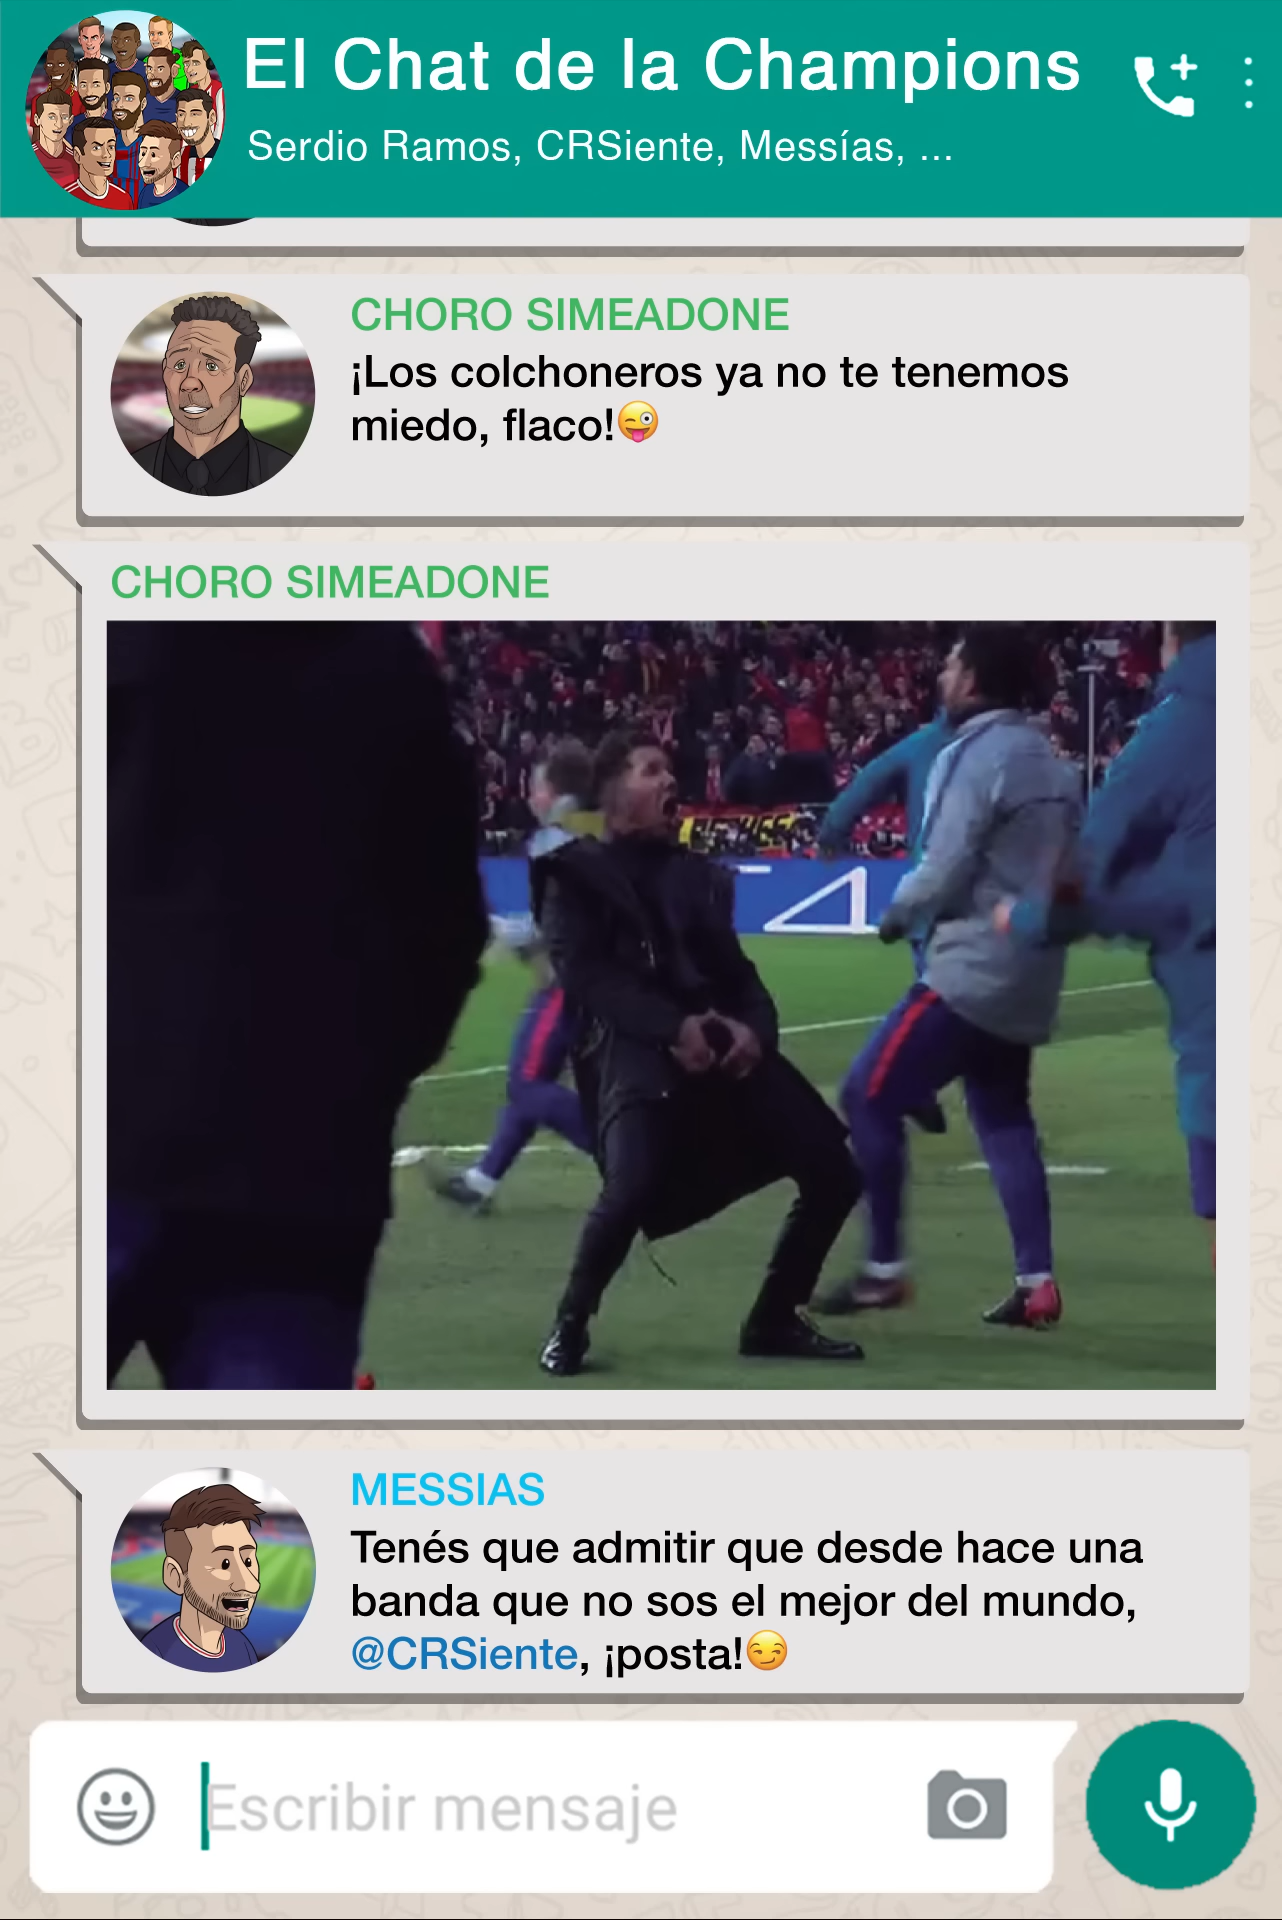 El Chat de la Champions
Serdio Ramos, CRSiente, Messías, ...
CHORO SIMEADONE
¡Los colchoneros ya no te tenemos
miedo, flaco!😜
CHORO SIMEADONE
MESSIAS
Tenés que admitir que desde hace una
banda que no sos el mejor del mundo,
@CRSiente, ¡posta!😏
Escribir mensaje